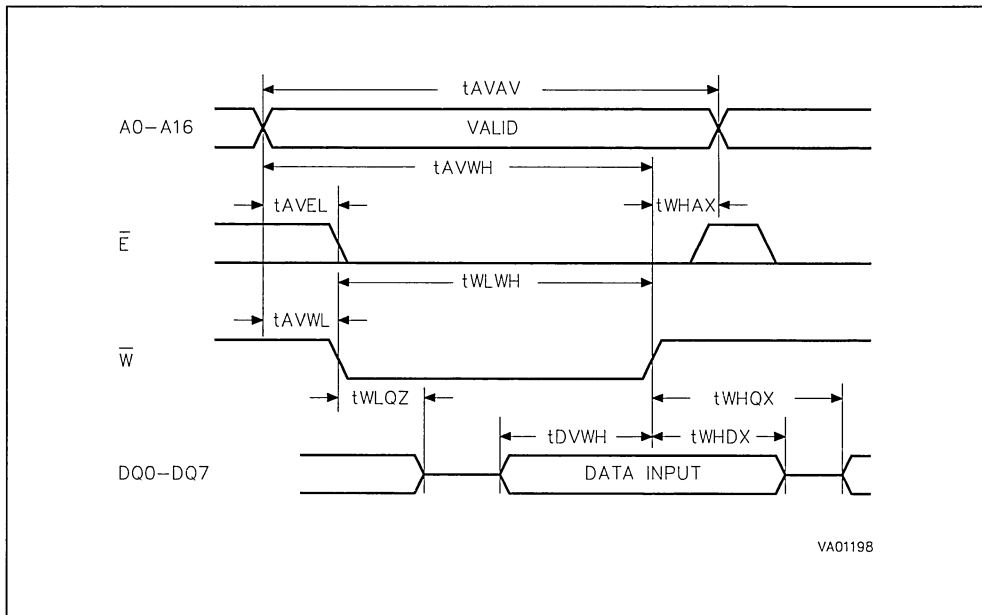 tAVAV
A0-A16
VALID
tAVWH
tAVEL
tWHAX
E̅
tWLWH
tAVWL
W̅
tWLQZ
tWHQX
tDVWH
tWHDX
DQ0-DQ7
DATA INPUT
VA01198